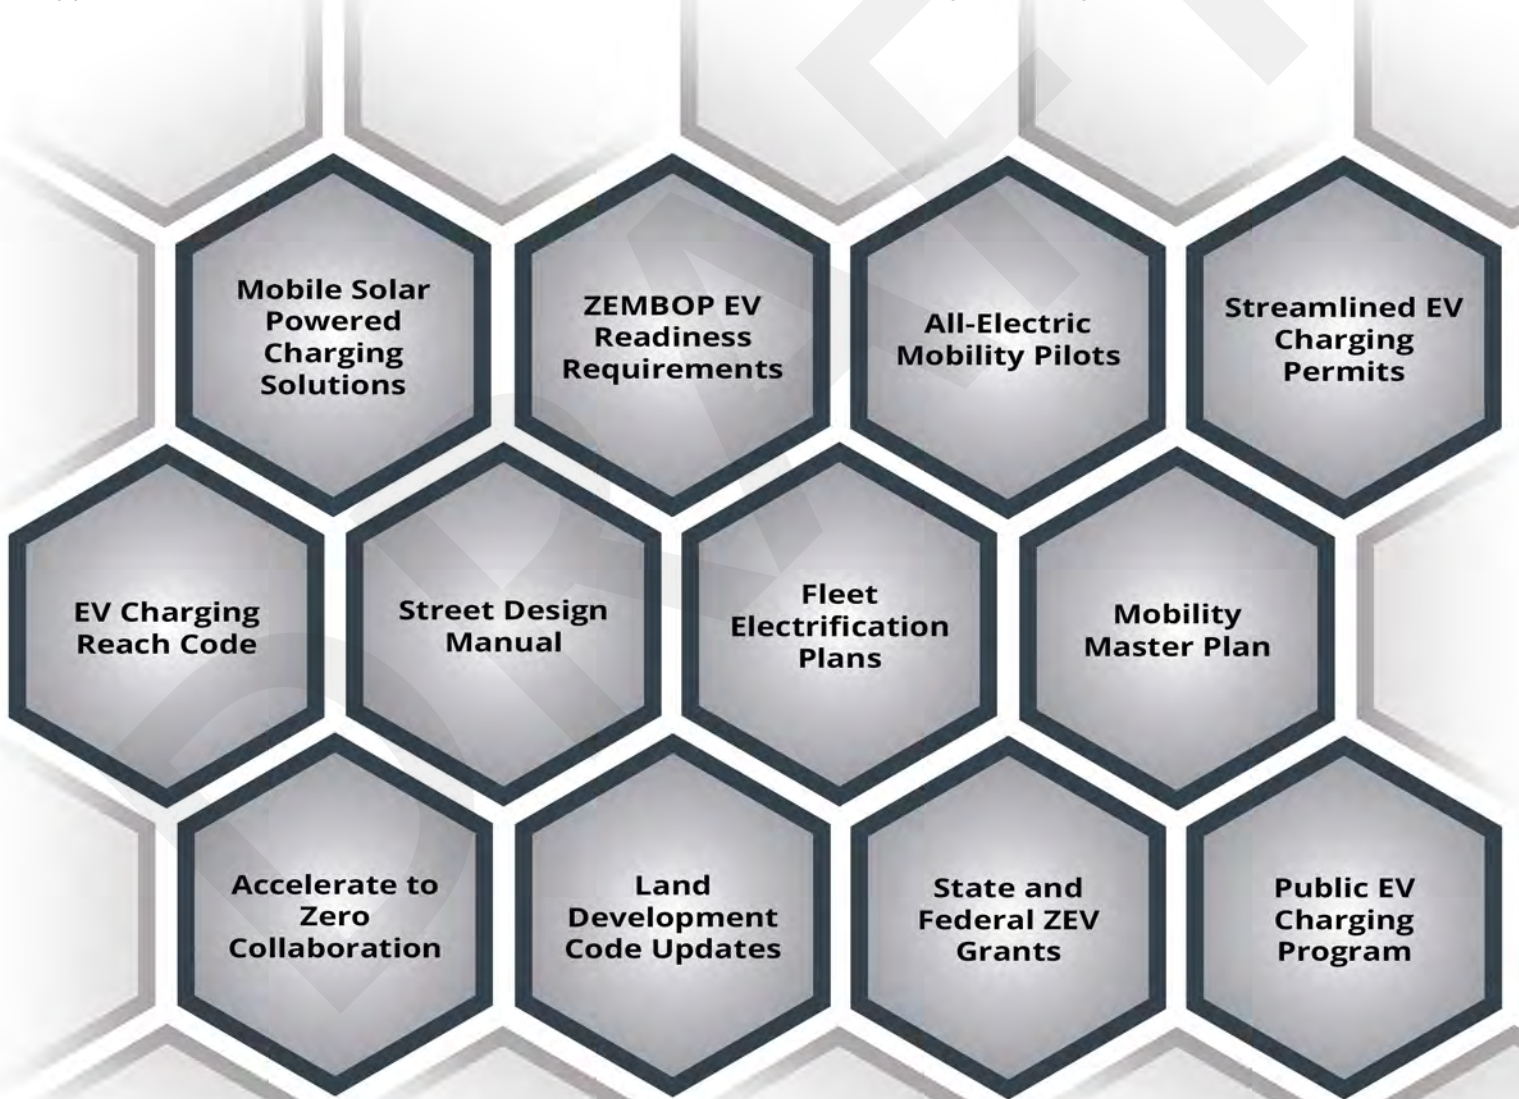 Mobile Solar
Powered
Charging
Solutions
ZEMBOP EV
Readiness
Requirements
All-Electric
Mobility Pilots
Streamlined EV
Charging
Permits
EV Charging
Reach Code
Street Design
Manual
Fleet
Electrification
Plans
Mobility
Master Plan
Accelerate to
Zero
Collaboration
Land
Development
Code Updates
State and
Federal ZEV
Grants
Public EV
Charging
Program
DRAFT